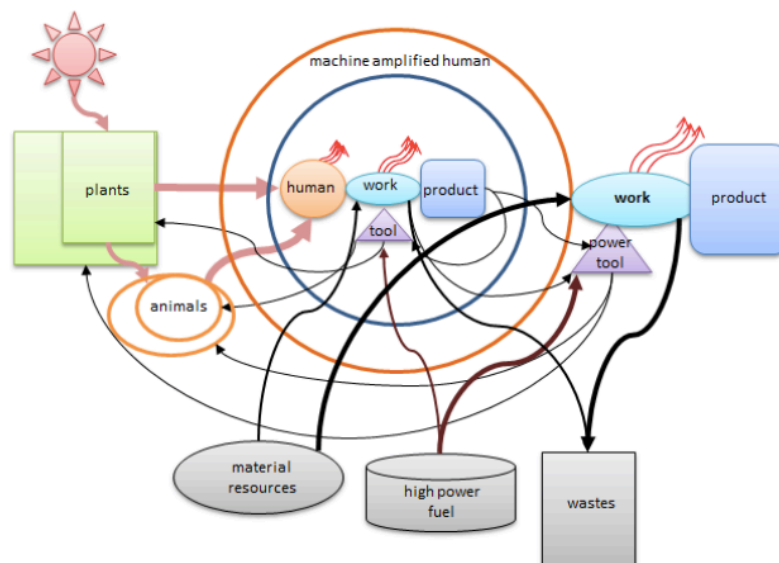 machine amplified human
plants
human
work
product
tool
work
product
power
tool
animals
material
resources
high power
fuel
wastes